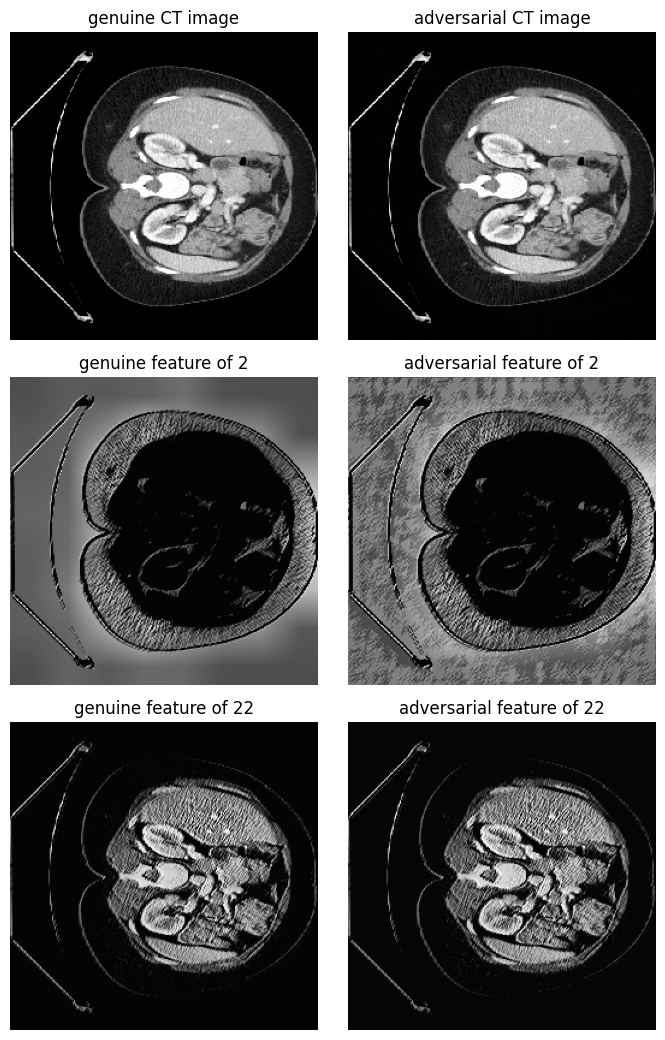 genuine CT image
adversarial CT image
genuine feature of 2
adversarial feature of 2
genuine feature of 22
adversarial feature of 22